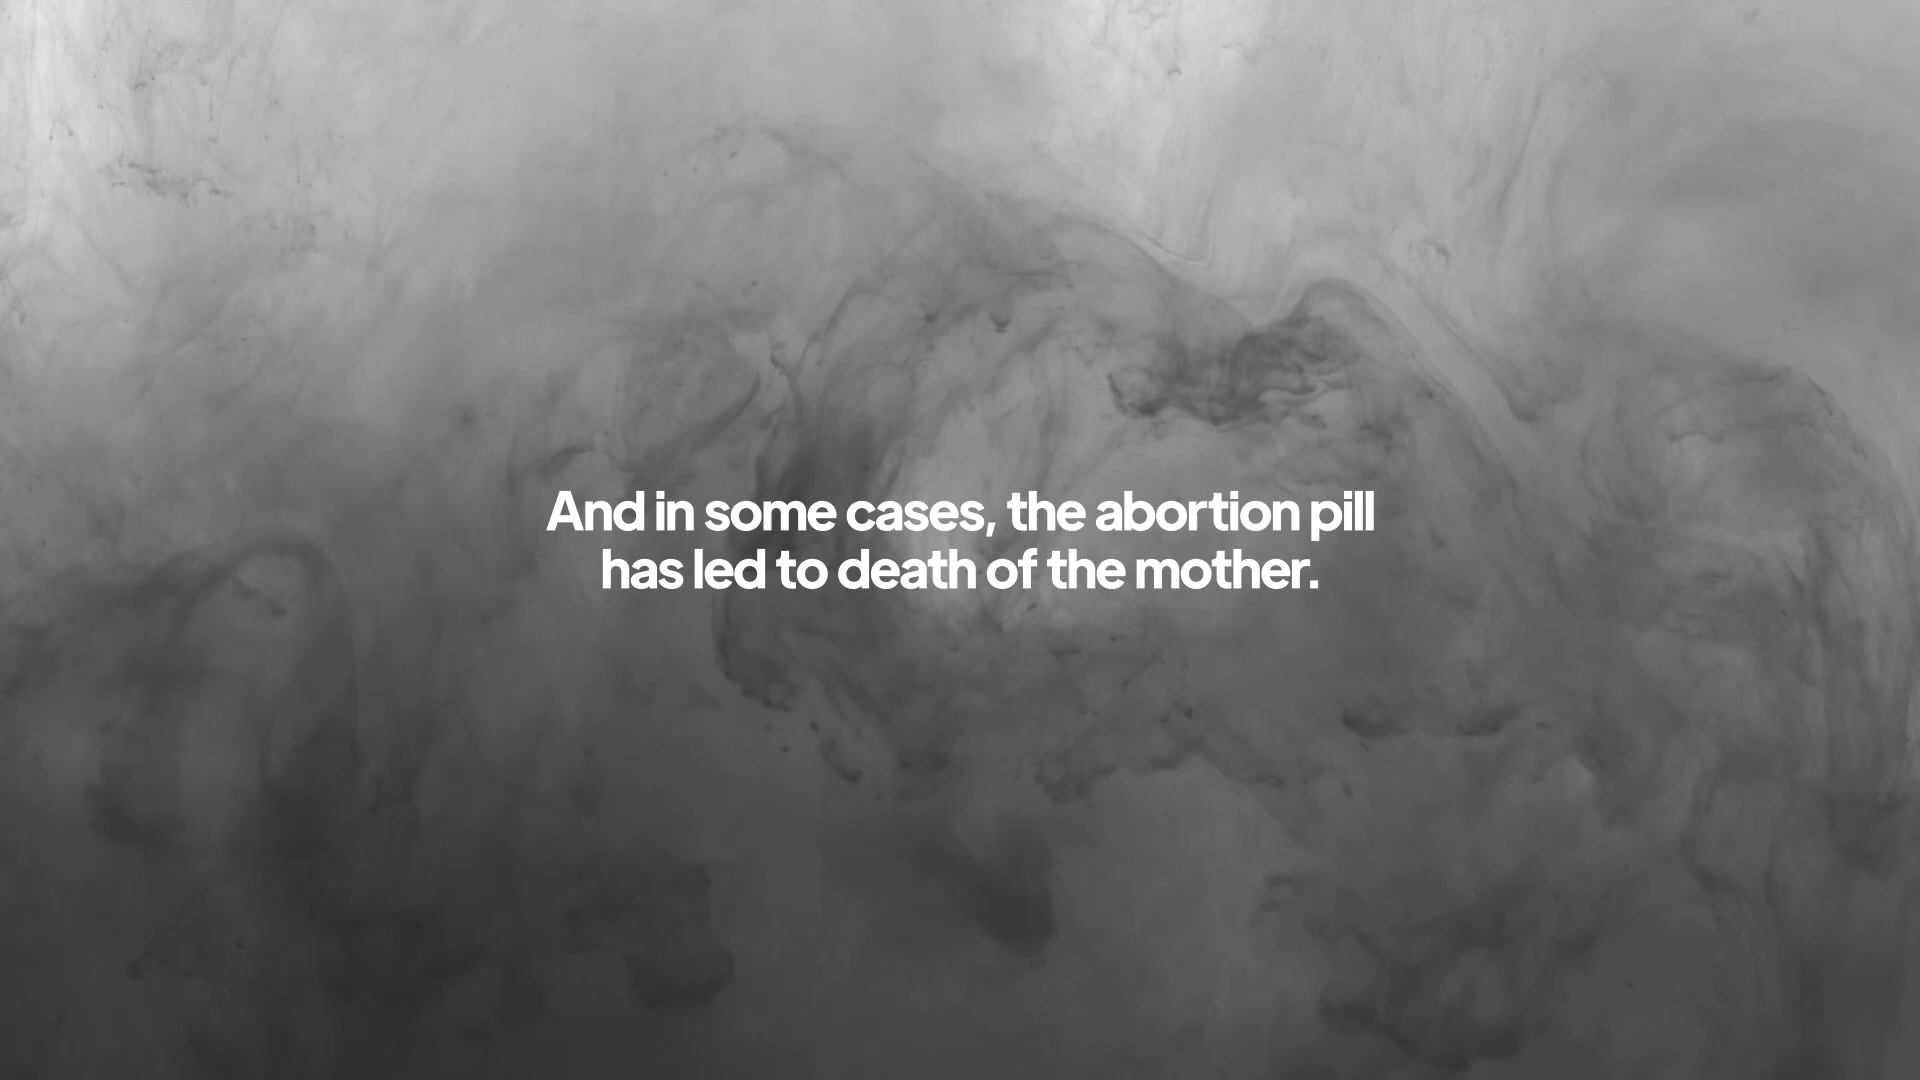 And in some cases, the abortion pill
has led to death of the mother.